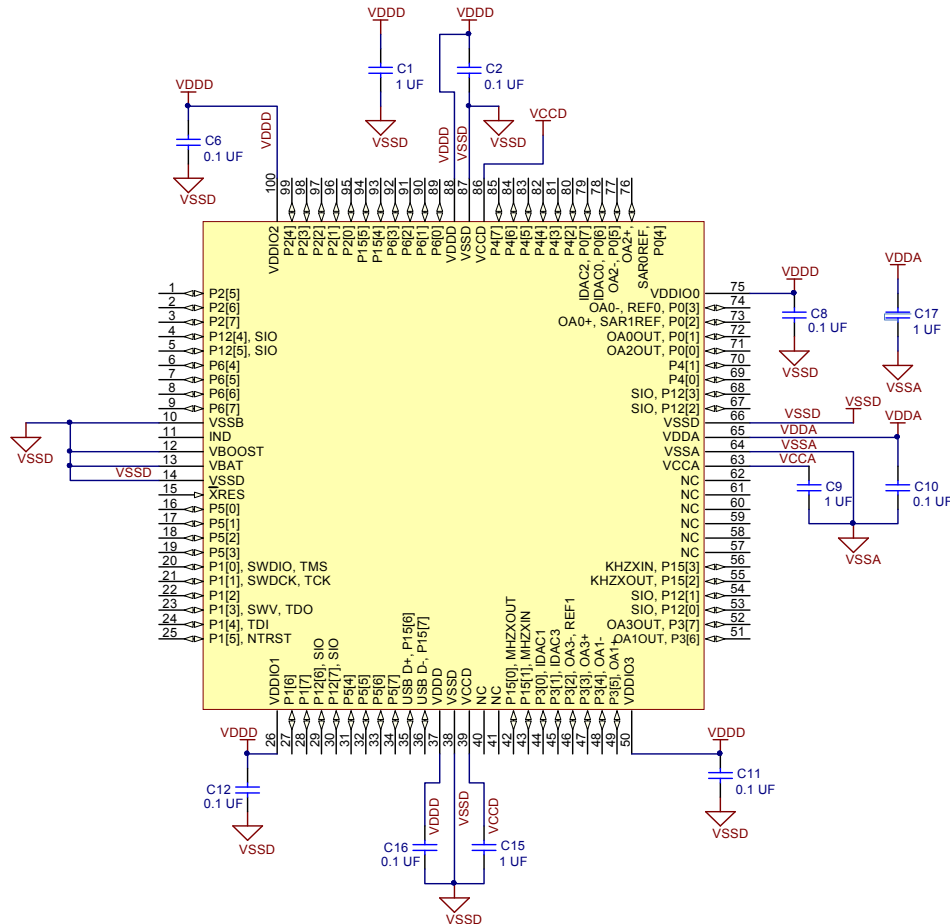 VDDD
C1
1 UF
VSSD
VDDD
C2
0.1 UF
VSSD
VDDD
C6
0.1 UF
VSSD
VDDD
VDDD
VSSD
VCCD
100
99
98
97
96
95
94
93
92
91
90
89
88
87
86
85
84
83
82
81
80
79
78
77
76
VDDIO2
P2[4]
P2[3]
P2[2]
P2[1]
P2[0]
P15[5]
P15[4]
P6[3]
P6[2]
P6[1]
P6[0]
VDDD
VSSD
VCCD
P4[7]
P4[6]
P4[5]
P4[4]
P4[3]
P4[2]
IDAC2, P0[7]
IDAC0, P0[6]
OA2-, P0[5]
OA2+,
SAR0REF,
P0[4]
1 P2[5]
2 P2[6]
3 P2[7]
4 P12[4], SIO
5 P12[5], SIO
6 P6[4]
7 P6[5]
8 P6[6]
9 P6[7]
10 VSSB
11 IND
12 VBOOST
13 VBAT
14 VSSD
15 XRES
16 P5[0]
17 P5[1]
18 P5[2]
19 P5[3]
20 P1[0], SWDIO, TMS
21 P1[1], SWDCK, TCK
22 P1[2]
23 P1[3], SWV, TDO
24 P1[4], TDI
25 P1[5], NTRST
VSSD
VSSD
VDDIO0 75
OA0-, REF0, P0[3] 74
OA0+, SAR1REF, P0[2] 73
OA0OUT, P0[1] 72
OA2OUT, P0[0] 71
P4[1] 70
P4[0] 69
SIO, P12[3] 68
SIO, P12[2] 67
VSSD 66
VDDA 65
VSSA 64
VCCA 63
NC 62
NC 61
NC 60
NC 59
NC 58
NC 57
KHZXIN, P15[3] 56
KHZXOUT, P15[2] 55
SIO, P12[1] 54
SIO, P12[0] 53
OA3OUT, P3[7] 52
OA1OUT, P3[6] 51
VDDD
C8
0.1 UF
VSSD
VDDA
C17
1 UF
VSSA
VSSD
VSSD
VDDA
VDDA
VSSA
VCCA
C9
1 UF
C10
0.1 UF
VSSA
VDDIO1
P1[6]
P1[7]
P12[6], SIO
P12[7], SIO
P5[4]
P5[5]
P5[6]
P5[7]
USB D+, P15[6]
USB D-, P15[7]
VDDD
VSSD
VCCD
NC
NC
P15[0], MHZXOUT
P15[1], MHZXIN
P3[0], IDAC1
P3[1], IDAC3
P3[2], OA3-, REF1
P3[3], OA3+
P3[4], OA1-
P3[5], OA1+
VDDIO3
26
27
28
29
30
31
32
33
34
35
36
37
38
39
40
41
42
43
44
45
46
47
48
49
50
VDDD
C12
0.1 UF
VSSD
VDDD
VSSD
VCCD
C16
0.1 UF
C15
1 UF
VSSD
VDDD
C11
0.1 UF
VSSD